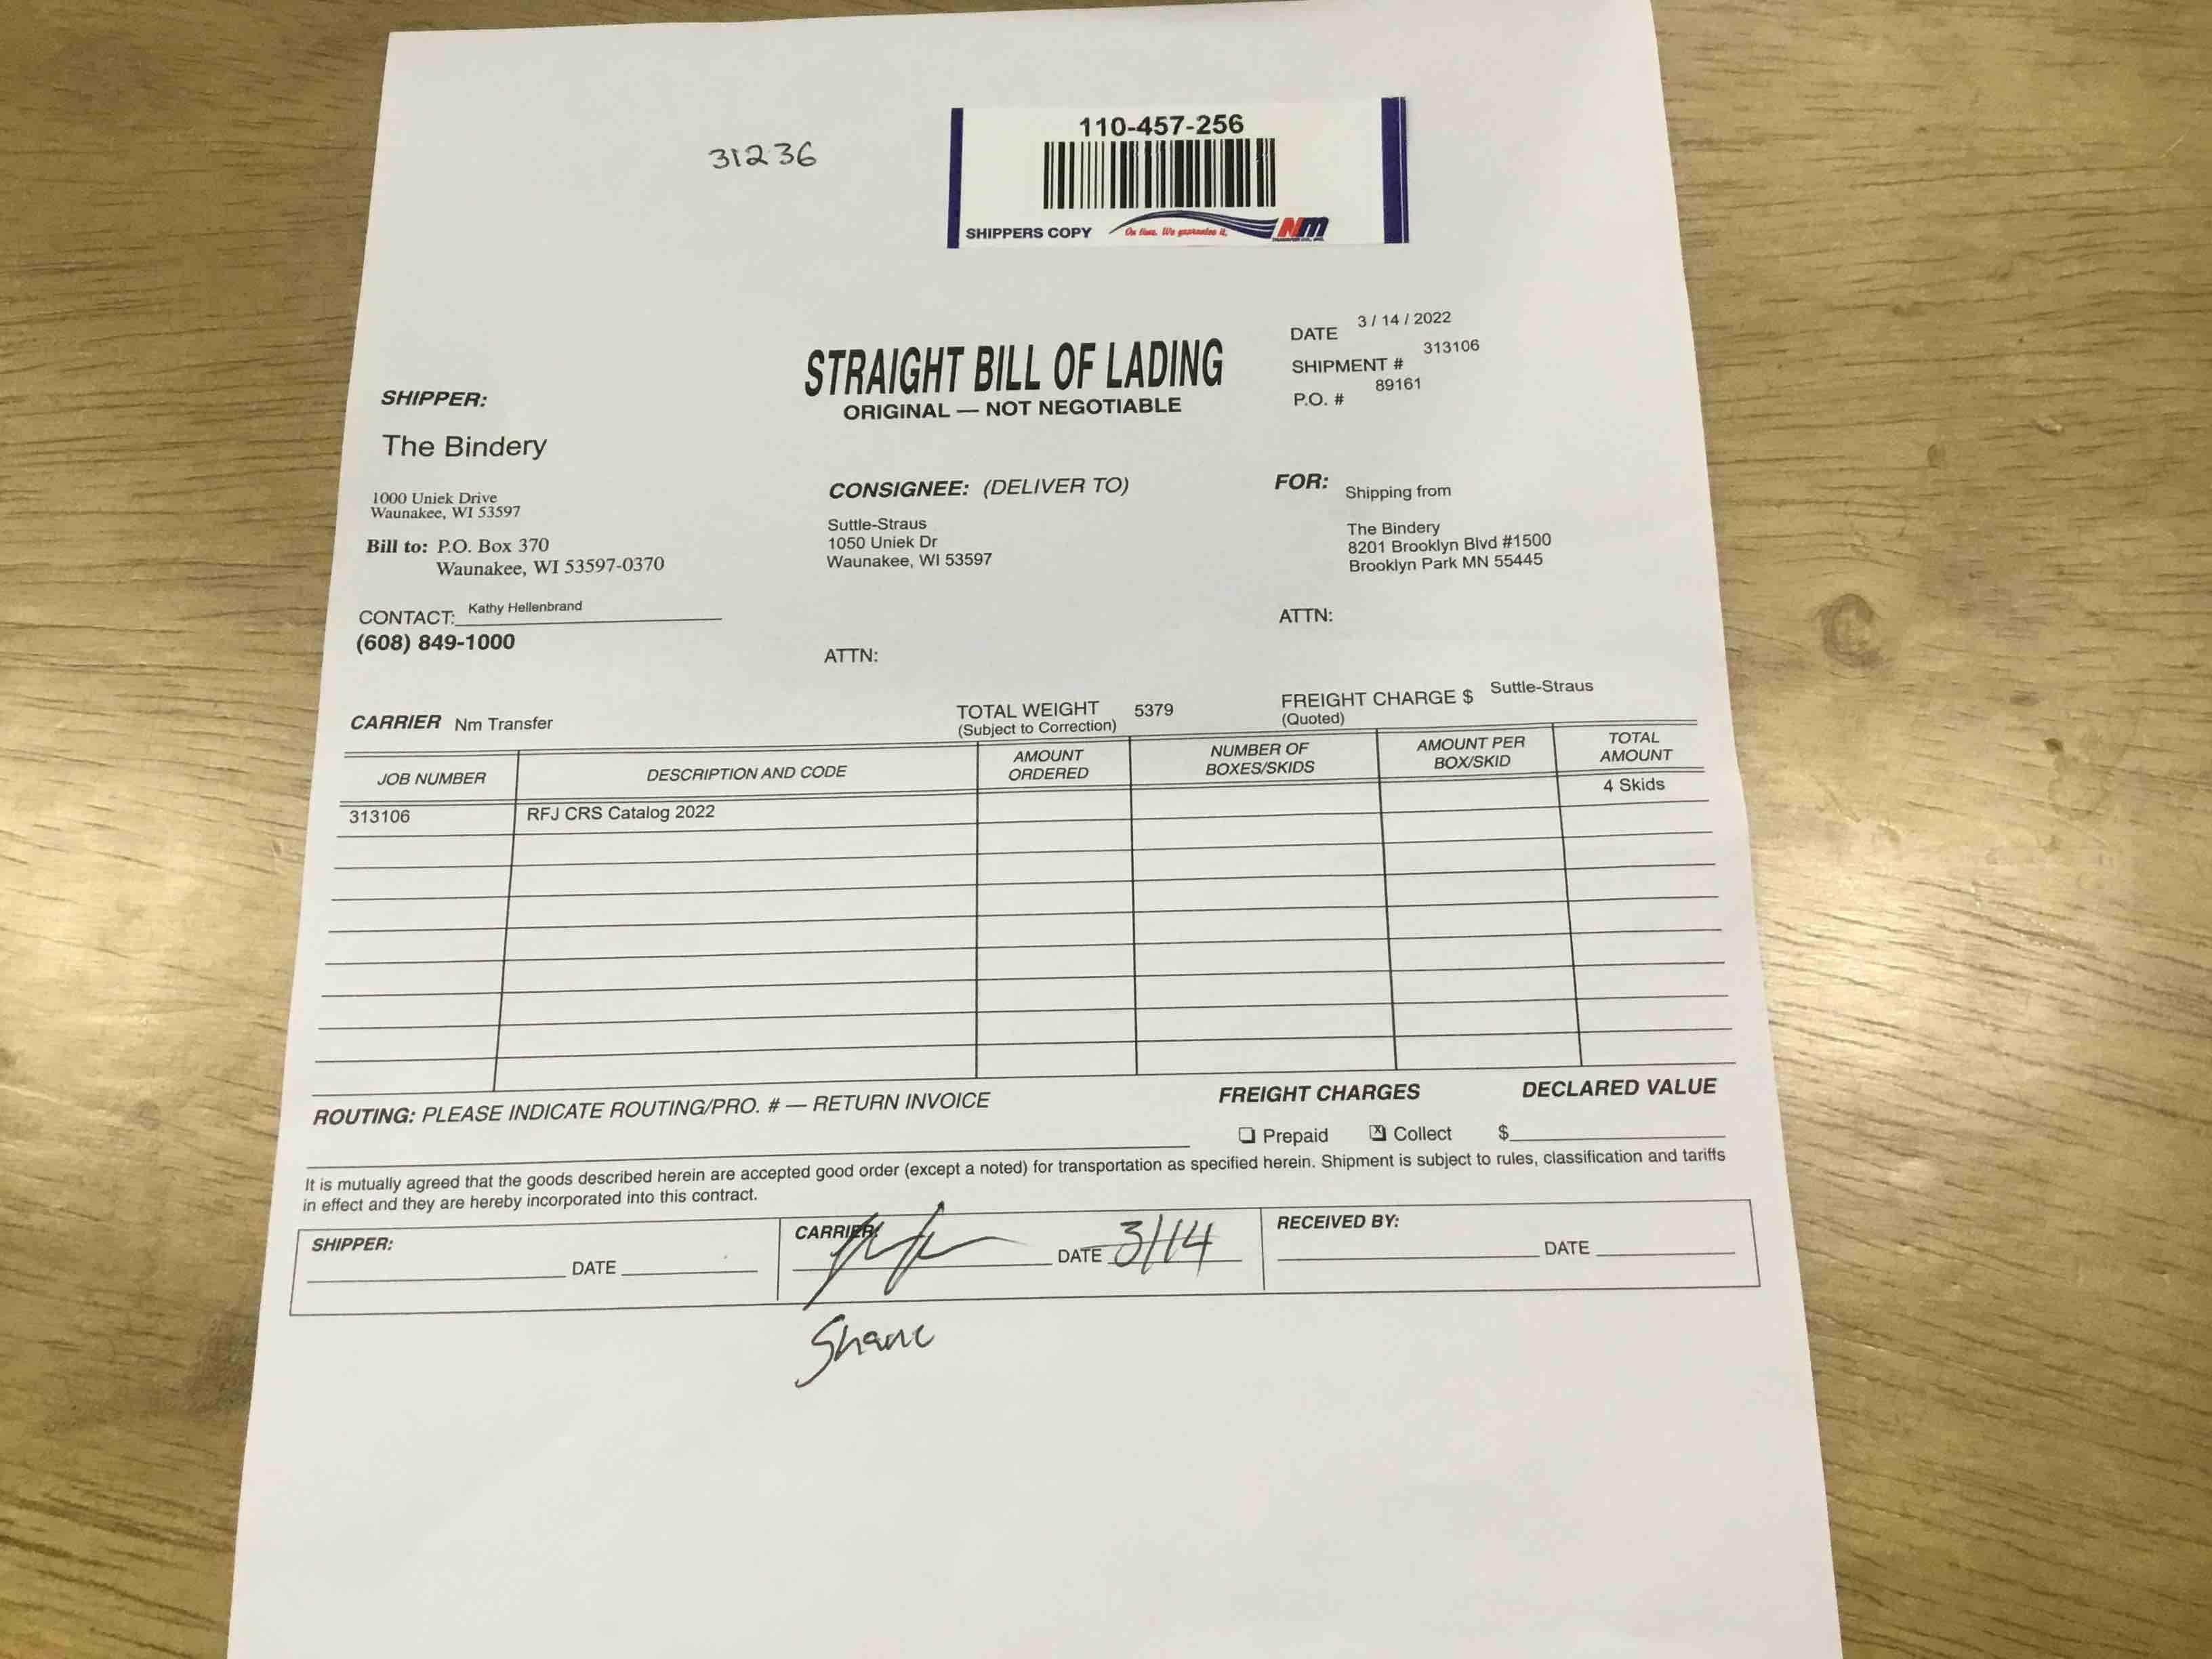 31236
110-457-256
SHIPPERS COPY
On time. We guarantee it.
Nm
TRANSFER CO., INC.
STRAIGHT BILL OF LADING
ORIGINAL — NOT NEGOTIABLE
DATE 3 / 14 / 2022
SHIPMENT # 313106
P.O. # 89161
SHIPPER:
The Bindery
1000 Uniek Drive
Waunakee, WI 53597
Bill to: P.O. Box 370
Waunakee, WI 53597-0370
CONTACT: Kathy Hellenbrand
(608) 849-1000
CONSIGNEE: (DELIVER TO)
Suttle-Straus
1050 Uniek Dr
Waunakee, WI 53597
ATTN:
FOR: Shipping from
The Bindery
8201 Brooklyn Blvd #1500
Brooklyn Park MN 55445
ATTN:
CARRIER Nm Transfer
TOTAL WEIGHT 5379
(Subject to Correction)
FREIGHT CHARGE $ Suttle-Straus
(Quoted)
JOB NUMBER
DESCRIPTION AND CODE
AMOUNT
ORDERED
NUMBER OF
BOXES/SKIDS
AMOUNT PER
BOX/SKID
TOTAL
AMOUNT
313106 RFJ CRS Catalog 2022 4 Skids
ROUTING: PLEASE INDICATE ROUTING/PRO. # — RETURN INVOICE
FREIGHT CHARGES
DECLARED VALUE
Prepaid x Collect $
It is mutually agreed that the goods described herein are accepted good order (except a noted) for transportation as specified herein. Shipment is subject to rules, classification and tariffs
in effect and they are hereby incorporated into this contract.
SHIPPER:
DATE
CARRIER:
DATE 3/14
RECEIVED BY:
DATE
Shane